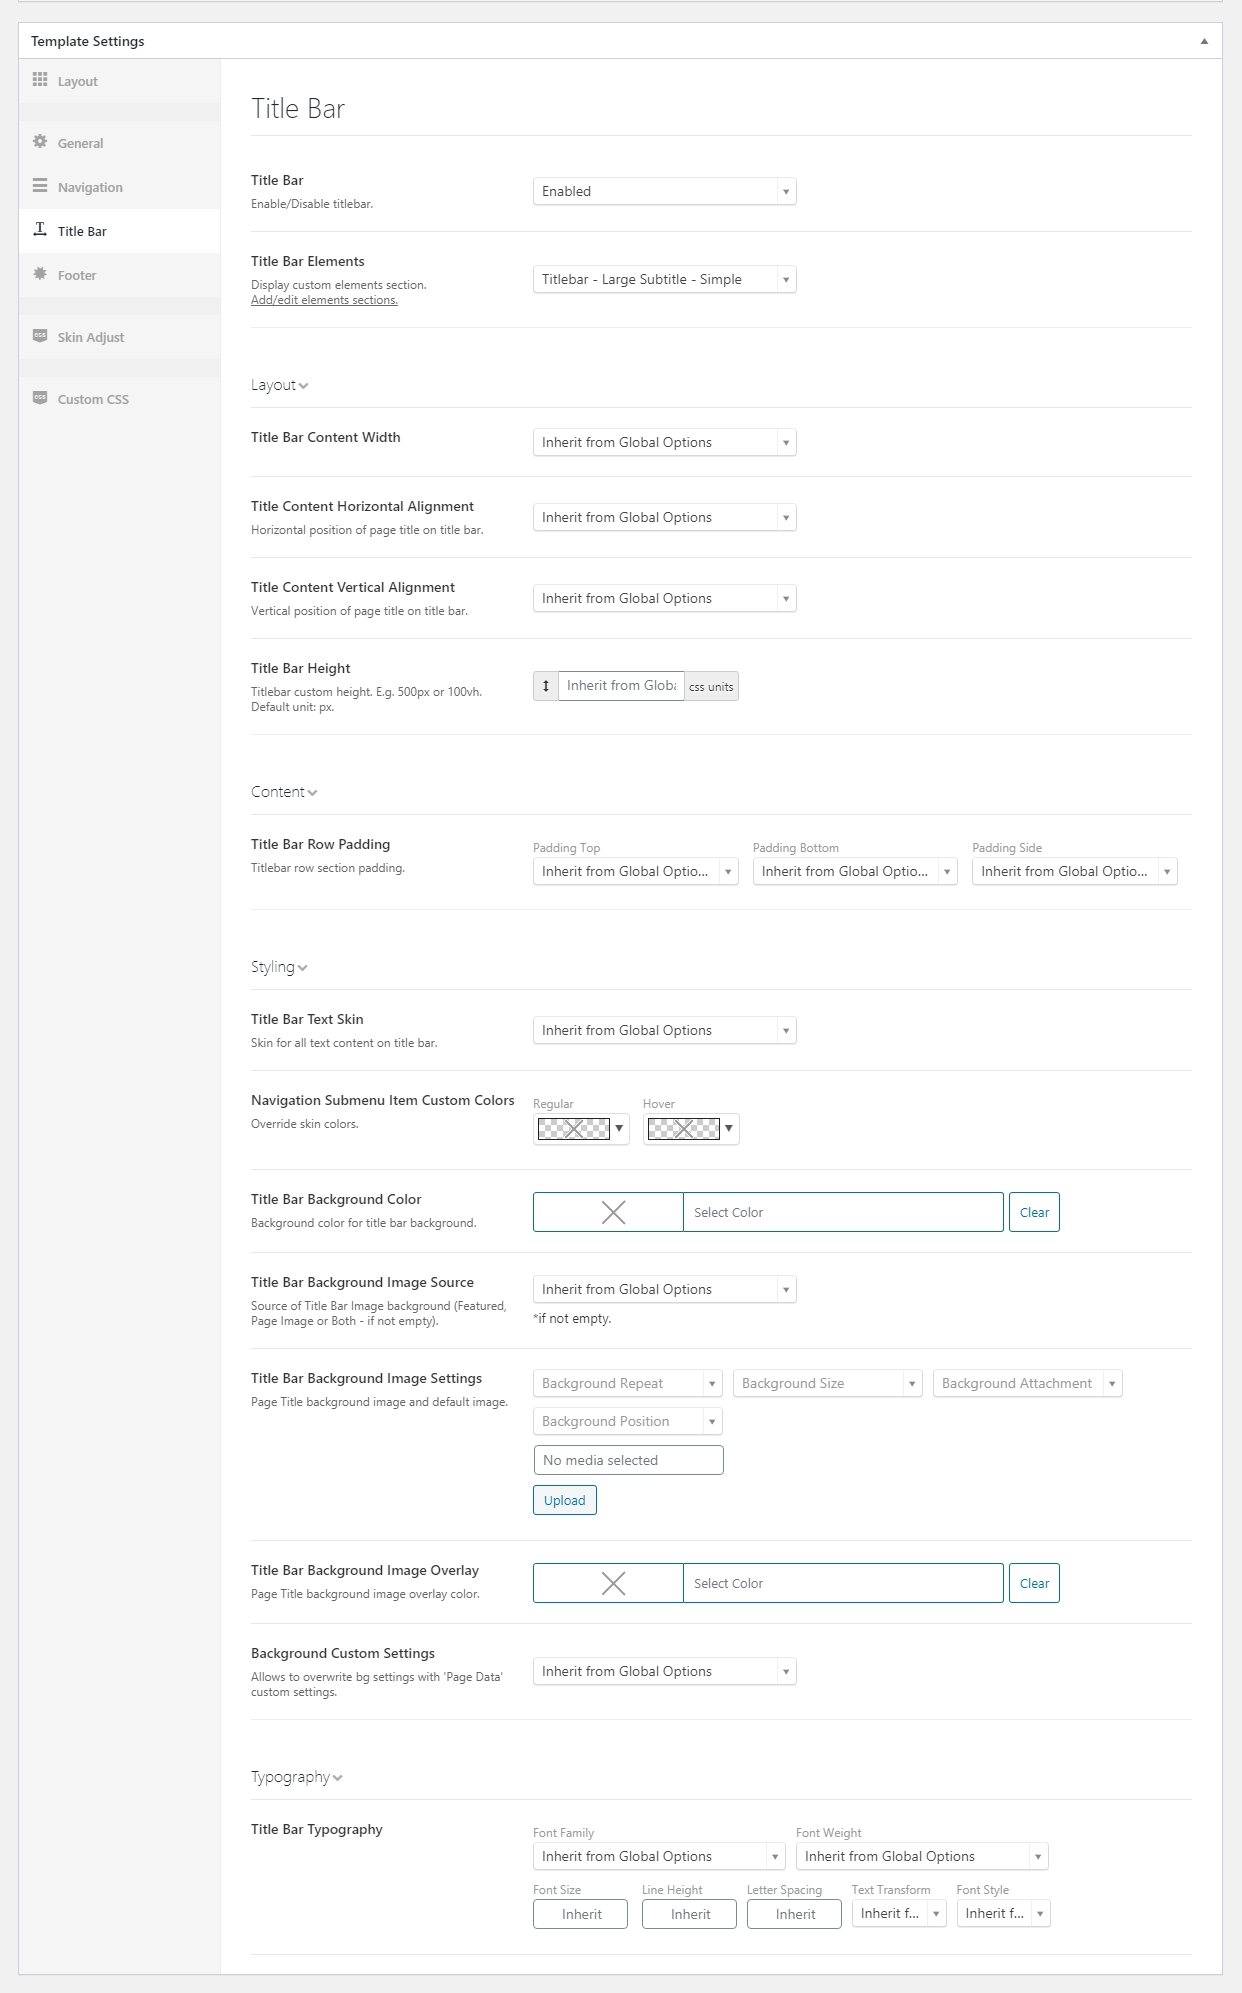 Template Settings
Layout
General
Navigation
Title Bar
Footer
Skin Adjust
Custom CSS
Title Bar
Title Bar
Enable/Disable titlebar.
Enabled
Title Bar Elements
Display custom elements section.
Add/edit elements sections.
Titlebar - Large Subtitle - Simple
Layout
Title Bar Content Width
Inherit from Global Options
Title Content Horizontal Alignment
Horizontal position of page title on title bar.
Inherit from Global Options
Title Content Vertical Alignment
Vertical position of page title on title bar.
Inherit from Global Options
Title Bar Height
Titlebar custom height. E.g. 500px or 100vh.
Default unit: px.
Inherit from Globa css units
Content
Title Bar Row Padding
Titlebar row section padding.
Padding Top Padding Bottom Padding Side
Inherit from Global Optio... Inherit from Global Optio... Inherit from Global Optio...
Styling
Title Bar Text Skin
Skin for all text content on title bar.
Inherit from Global Options
Navigation Submenu Item Custom Colors
Override skin colors.
Regular Hover
Title Bar Background Color
Background color for title bar background.
Select Color Clear
Title Bar Background Image Source
Source of Title Bar Image background (Featured,
Page Image or Both - if not empty).
Inherit from Global Options
*if not empty.
Title Bar Background Image Settings
Page Title background image and default image.
Background Repeat Background Size Background Attachment
Background Position
No media selected
Upload
Title Bar Background Image Overlay
Page Title background image overlay color.
Select Color Clear
Background Custom Settings
Allows to overwrite bg settings with 'Page Data'
custom settings.
Inherit from Global Options
Typography
Title Bar Typography
Font Family Font Weight
Inherit from Global Options Inherit from Global Options
Font Size Line Height Letter Spacing Text Transform Font Style
Inherit Inherit Inherit Inherit f... Inherit f...